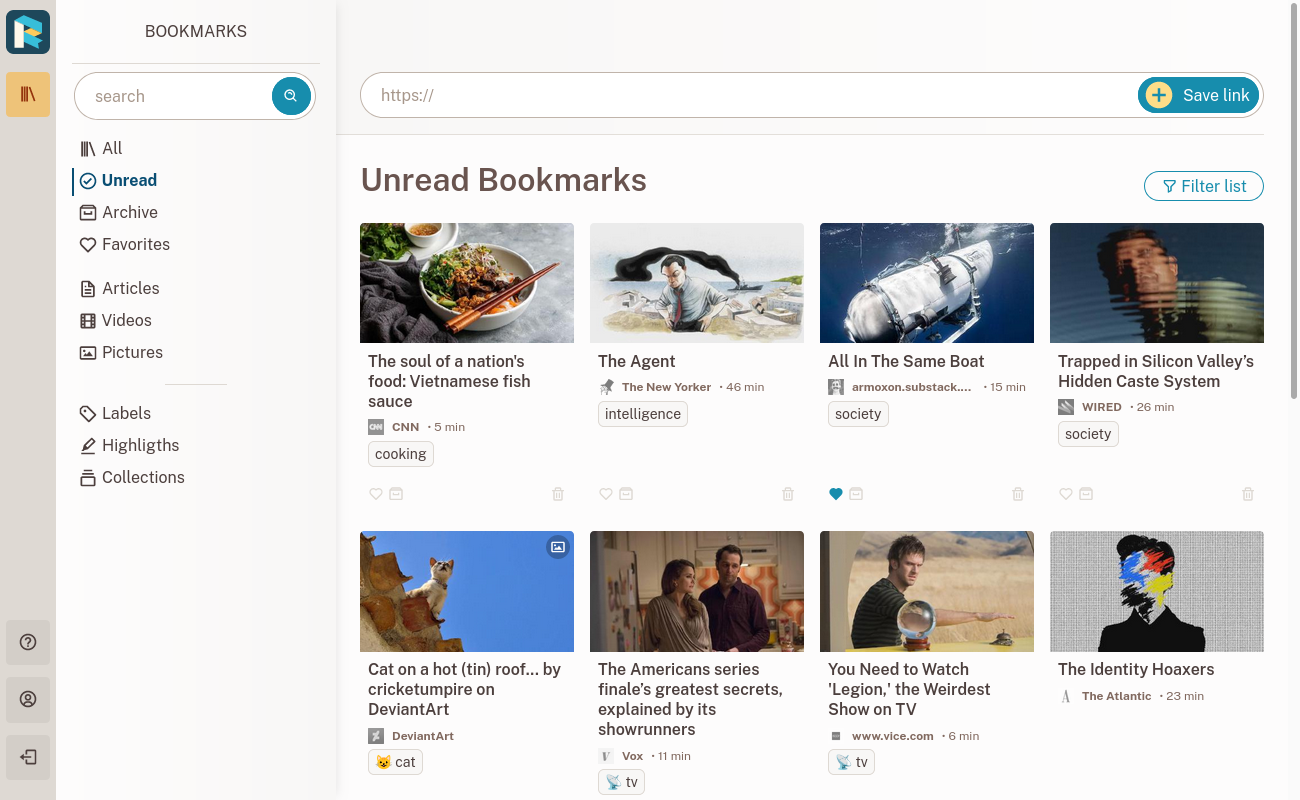 BOOKMARKS
search
All
Unread
Archive
Favorites
Articles
Videos
Pictures
Labels
Highligths
Collections
https://
Save link
Unread Bookmarks
Filter list
The soul of a nation's
food: Vietnamese fish
sauce
CNN · 5 min
cooking
The Agent
The New Yorker · 46 min
intelligence
All In The Same Boat
armoxon.substack.... · 15 min
society
Trapped in Silicon Valley’s
Hidden Caste System
WIRED · 26 min
society
Cat on a hot (tin) roof... by
cricketumpire on
DeviantArt
DeviantArt
😺 cat
The Americans series
finale’s greatest secrets,
explained by its
showrunners
V Vox · 11 min
📡 tv
You Need to Watch
'Legion,' the Weirdest
Show on TV
www.vice.com · 6 min
📡 tv
The Identity Hoaxers
A The Atlantic · 23 min